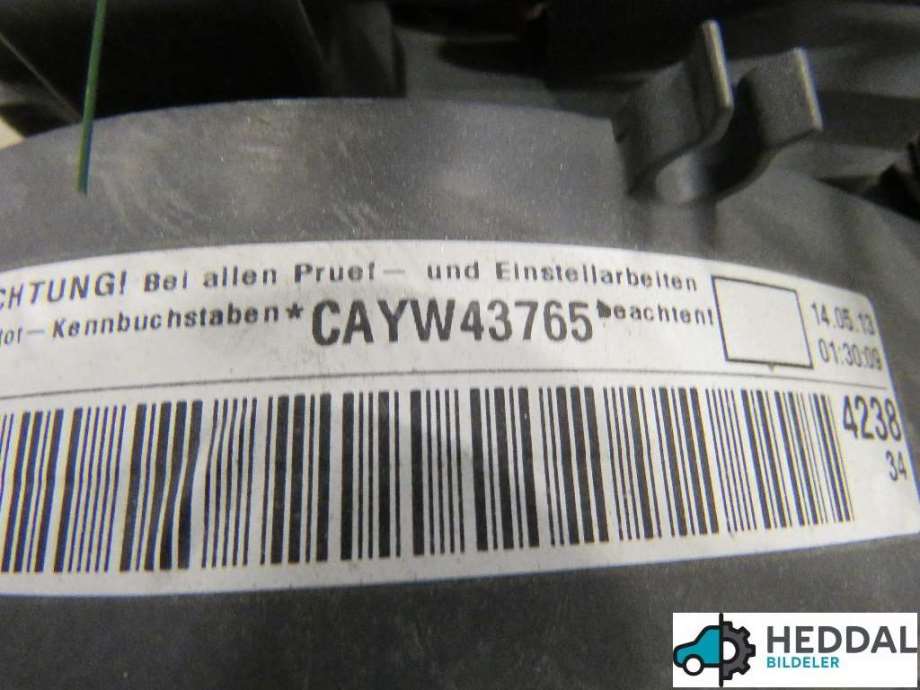 CHTUNG! Bei allen Pruef- und Einstellarbeiten
tor-Kennbuchstaben*CAYW43765*beachten!
14.05.13
01:30:09
4238
34
HEDDAL
BILDELER